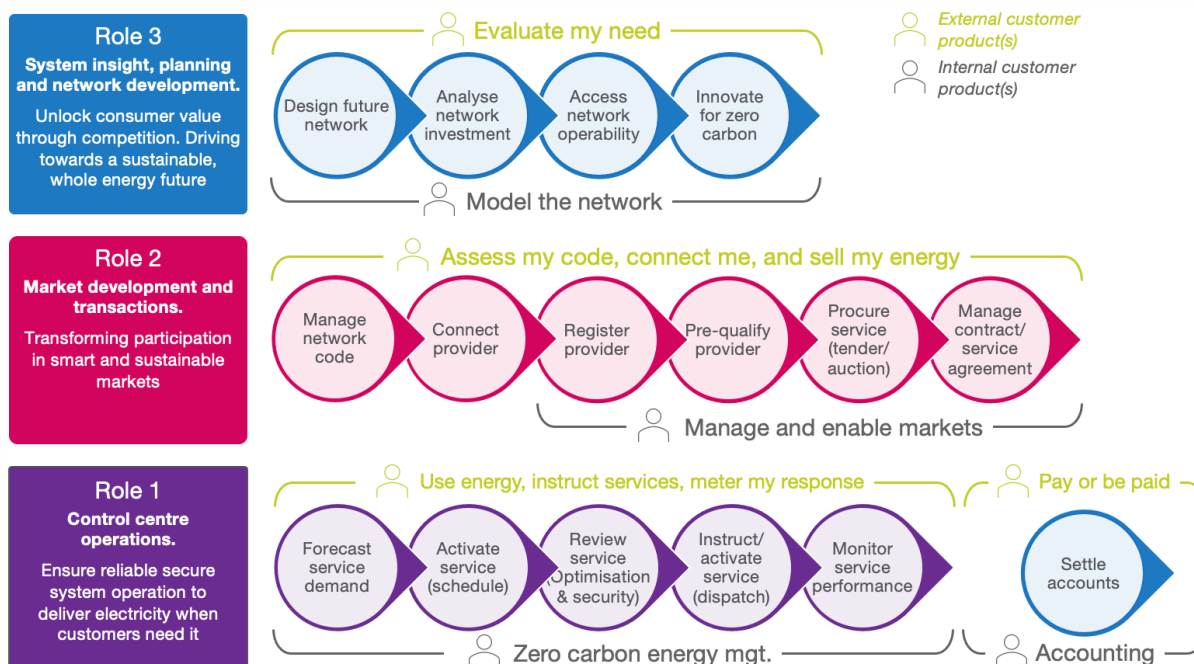 Role 3
System insight, planning
and network development.
Unlock consumer value
through competition. Driving
towards a sustainable,
whole energy future
Evaluate my need
External customer
product(s)
Internal customer
product(s)
Design future
network
Analyse
network
investment
Access
network
operability
Innovate
for zero
carbon
Model the network
Role 2
Market development and
transactions.
Transforming participation
in smart and sustainable
markets
Assess my code, connect me, and sell my energy
Manage
network
code
Connect
provider
Register
provider
Pre-qualify
provider
Procure
service
(tender/
auction)
Manage
contract/
service
agreement
Manage and enable markets
Role 1
Control centre
operations.
Ensure reliable secure
system operation to
deliver electricity when
customers need it
Use energy, instruct services, meter my response
Pay or be paid
Forecast
service
demand
Activate
service
(schedule)
Review
service
(Optimisation
& security)
Instruct/
activate
service
(dispatch)
Monitor
service
performance
Settle
accounts
Zero carbon energy mgt.
Accounting